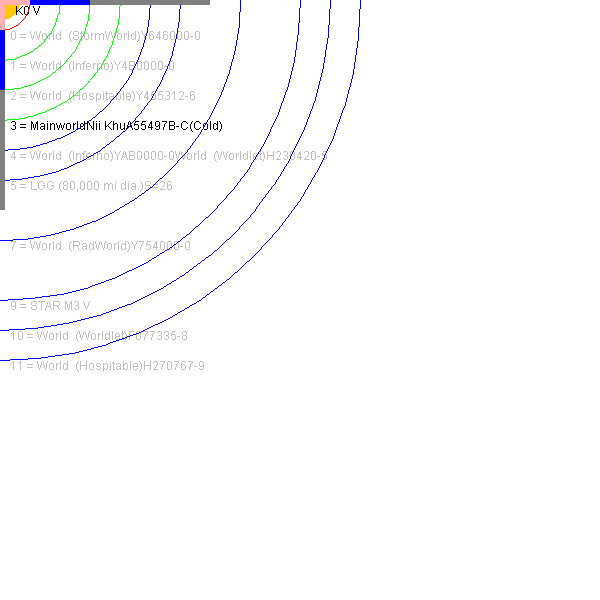 K0 V
0 = World  (StormWorld)Y646000-0
1 = World  (Inferno)Y4B0000-0
2 = World  (Hospitable)Y465312-6
3 = MainworldNii KhuA55497B-C(Cold)
4 = World  (Inferno)YAB0000-0World  (Worldlet)H230420-5
5 = LGG (80,000 mi dia.)S=26
7 = World  (RadWorld)Y754000-0
9 = STAR M3 V
10 = World  (Worldlet)F677335-8
11 = World  (Hospitable)H270767-9